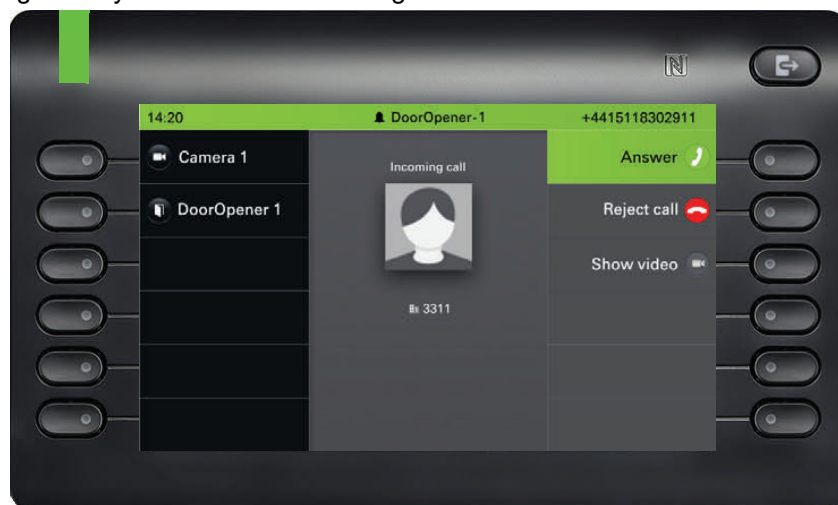 14:20
DoorOpener-1
+4415118302911
Camera 1
DoorOpener 1
Incoming call
3311
Answer
Reject call
Show video